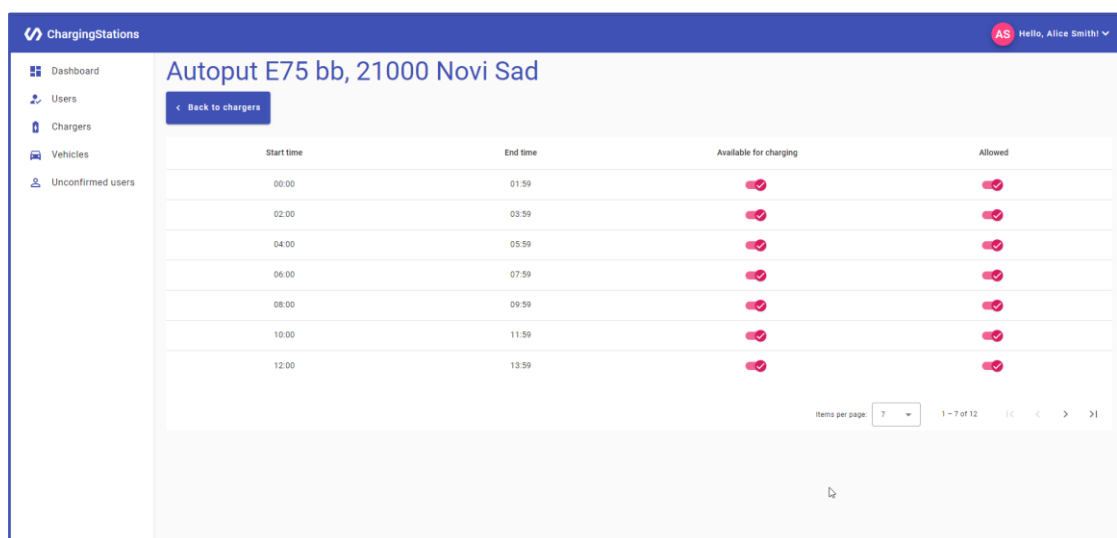 ChargingStations
AS Hello, Alice Smith!
Dashboard
Users
Chargers
Vehicles
Unconfirmed users
Autoput E75 bb, 21000 Novi Sad
Back to chargers
Start time End time Available for charging Allowed
00:00 01:59
02:00 03:59
04:00 05:59
06:00 07:59
08:00 09:59
10:00 11:59
12:00 13:59
Items per page: 7 1 – 7 of 12